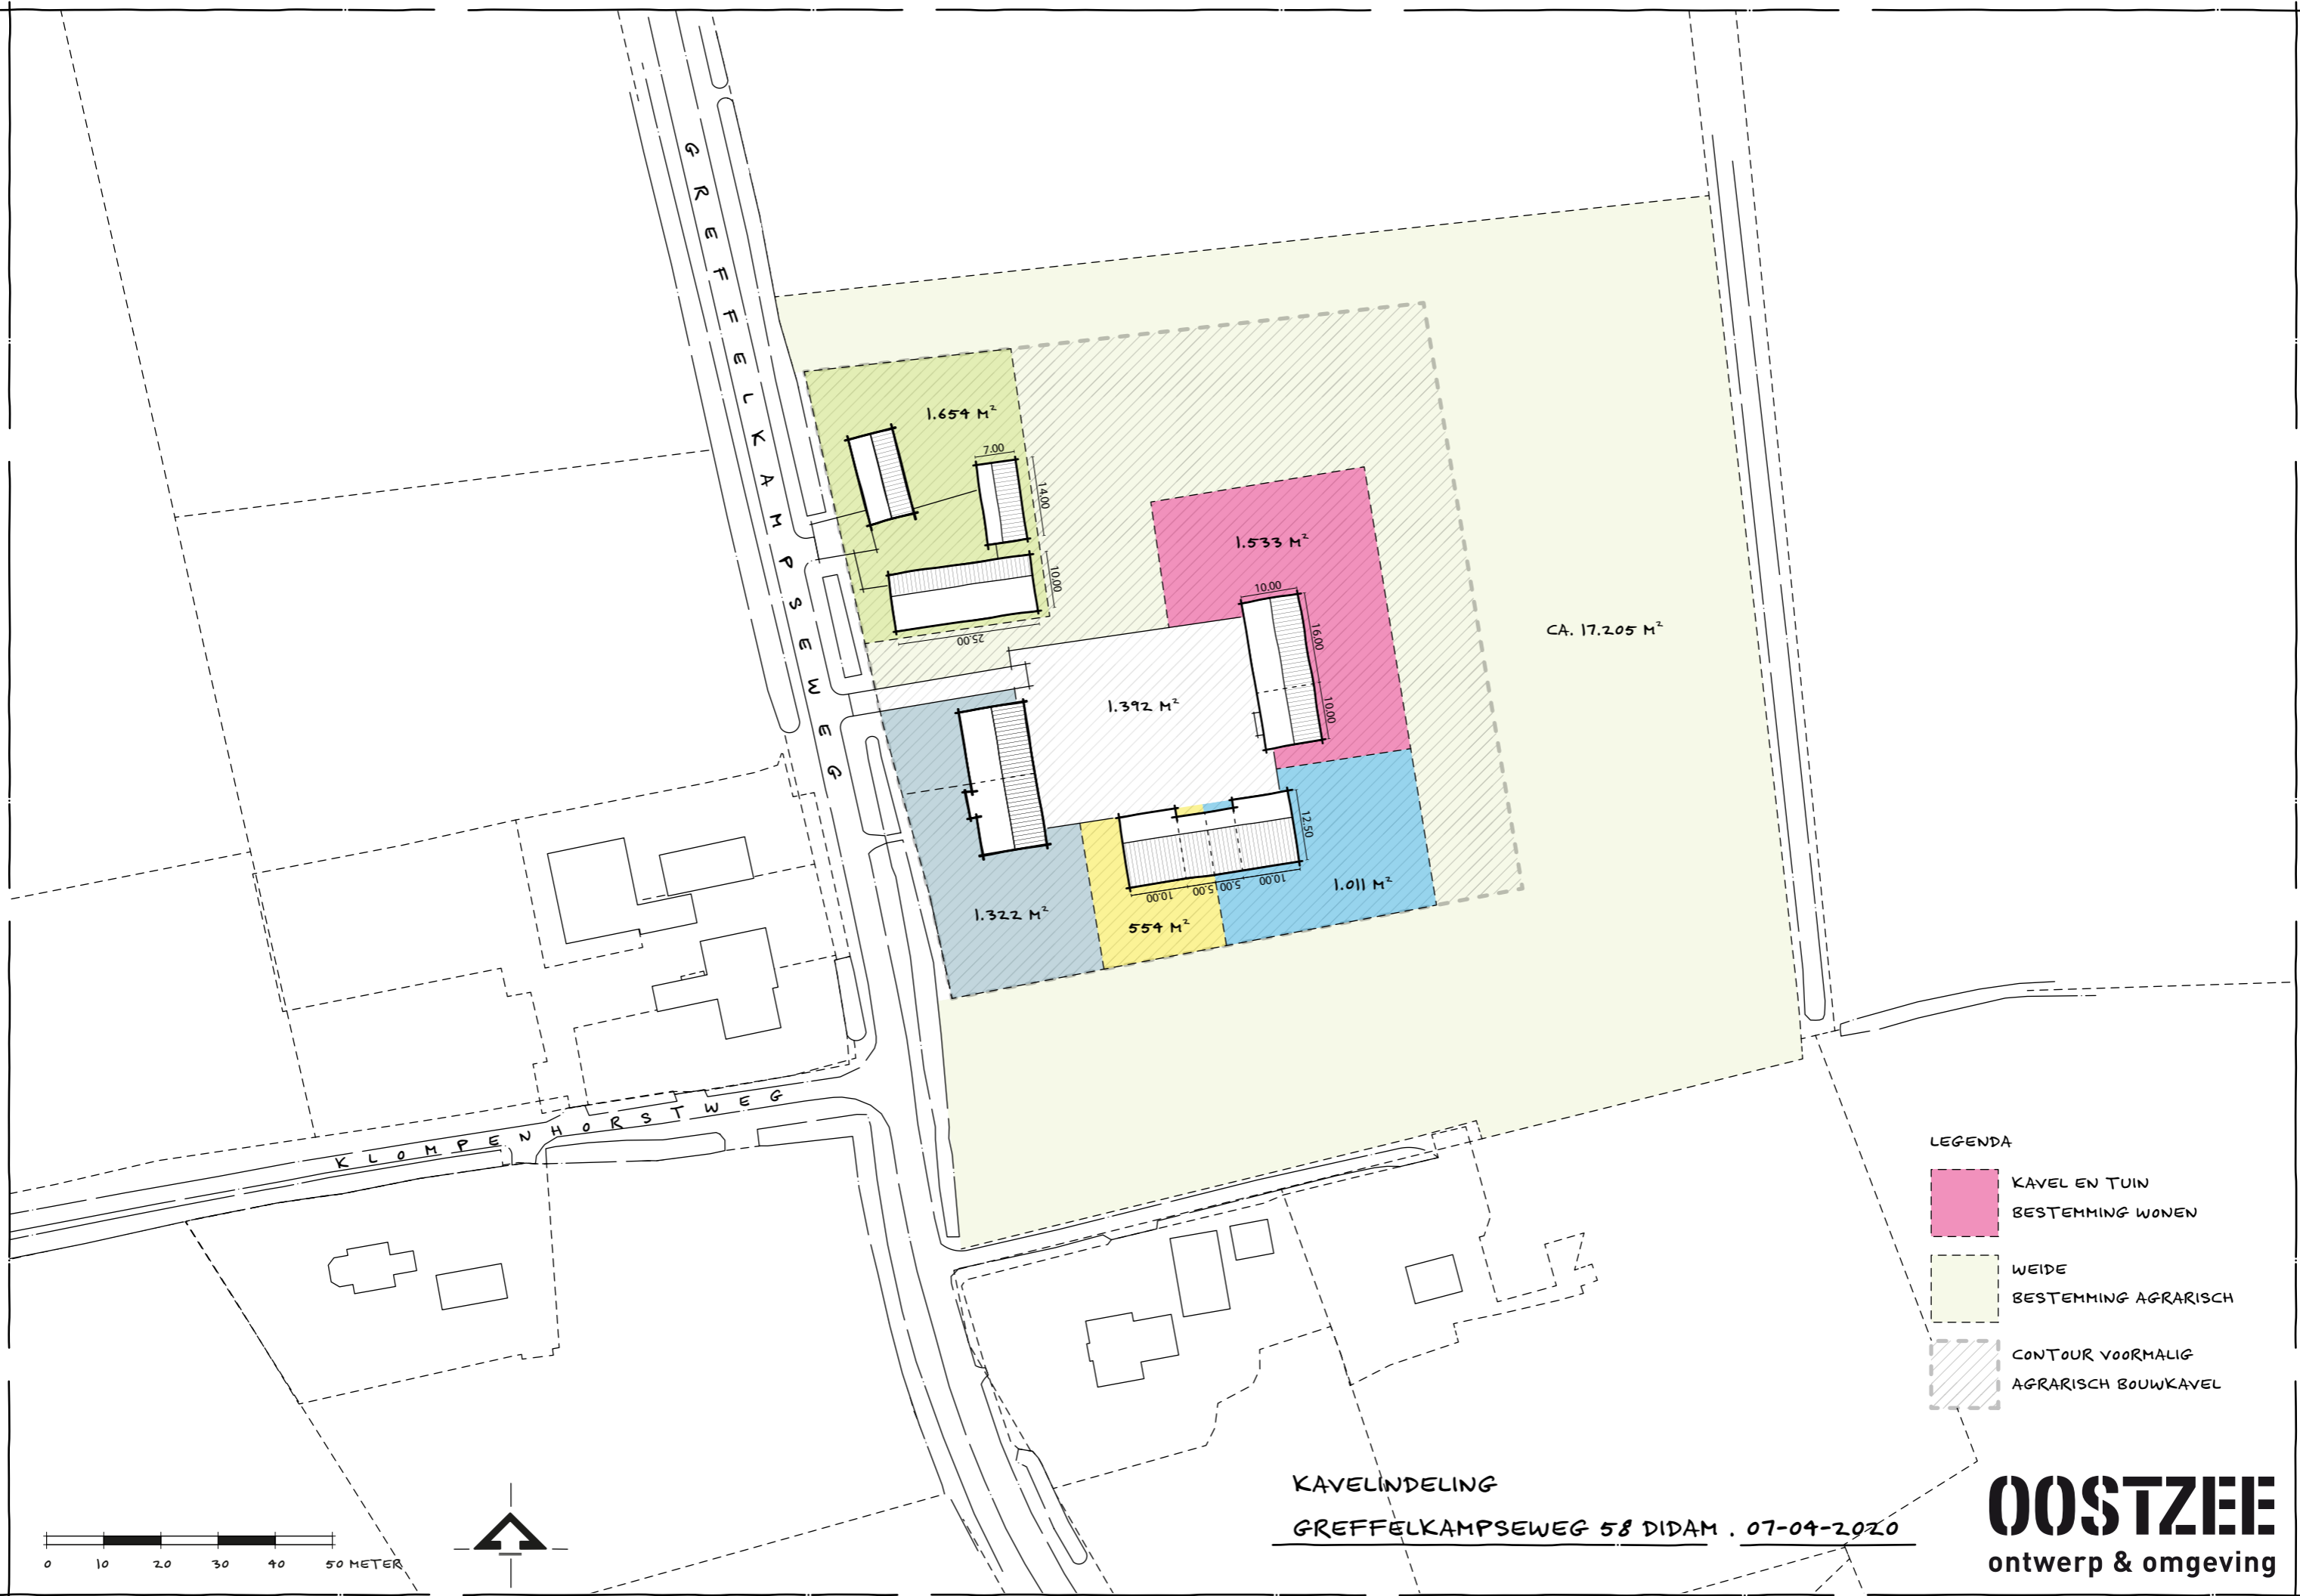 GREFFELKAMPSEWEG
1.654 M²
7.00
14.00
10.00
25.00
1.533 M²
10.00
16.00
10.00
CA. 17.205 M²
1.392 M²
12.50
10.00
5.00
5.00
10.00
1.322 M²
554 M²
1.011 M²
KLOMPENHORSTWEG
LEGENDA
KAVEL EN TUIN
BESTEMMING WONEN
WEIDE
BESTEMMING AGRARISCH
CONTOUR VOORMALIG
AGRARISCH BOUWKAVEL
KAVELINDELING
GREFFELKAMPSEWEG 58 DIDAM . 07-04-2020
0 10 20 30 40 50 METER
OOSTZEE
ontwerp & omgeving